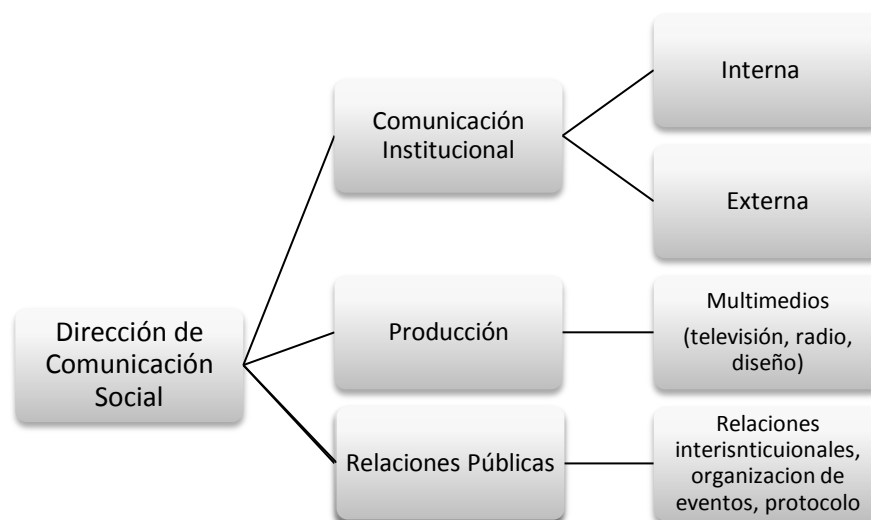 Dirección de
Comunicación
Social
Comunicación
Institucional
Interna
Externa
Producción
Multimedios
(televisión, radio,
diseño)
Relaciones Públicas
Relaciones
interisnticuionales,
organizacion de
eventos, protocolo